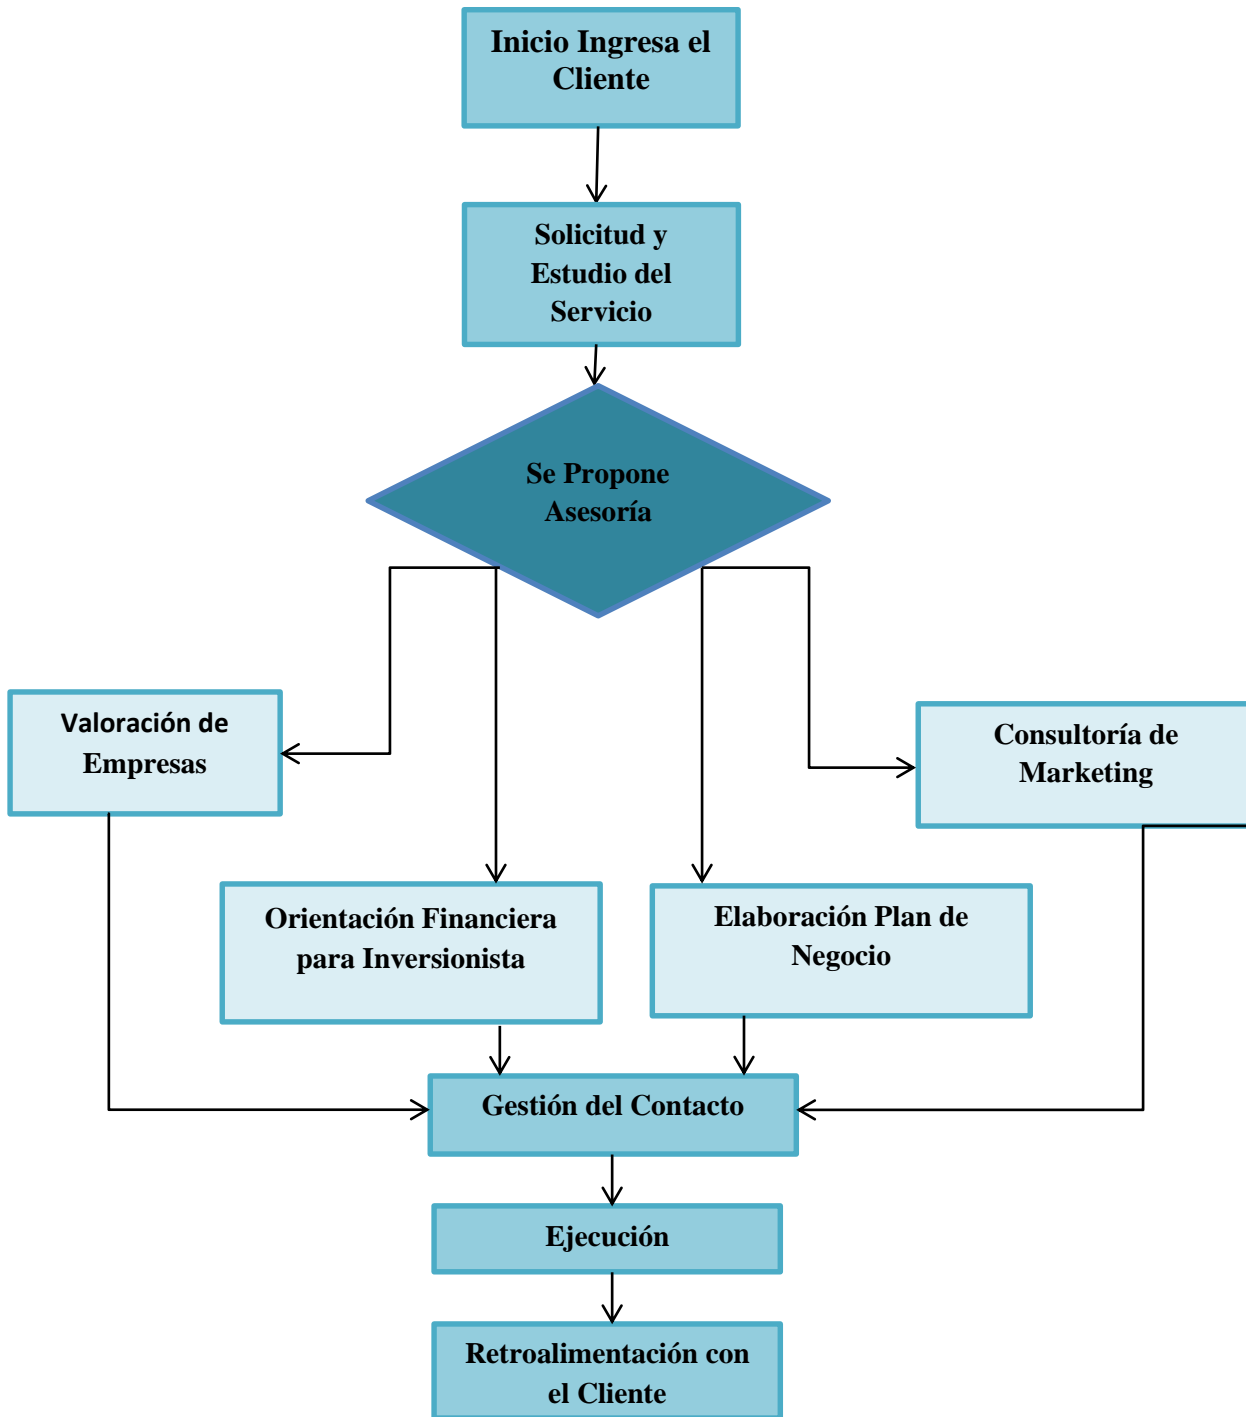 Inicio Ingresa el
Cliente
Solicitud y
Estudio del
Servicio
Se Propone
Asesoría
Valoración de
Empresas
Consultoría de
Marketing
Orientación Financiera
para Inversionista
Elaboración Plan de
Negocio
Gestión del Contacto
Ejecución
Retroalimentación con
el Cliente